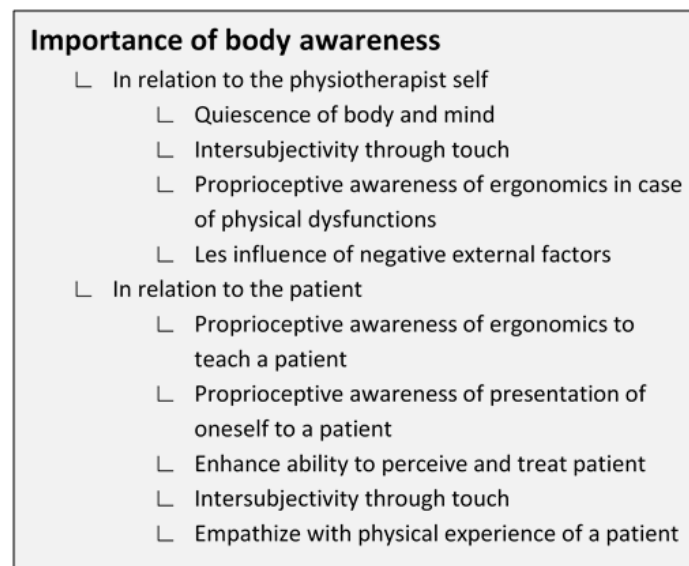 Importance of body awareness
∟ In relation to the physiotherapist self
∟ Quiescence of body and mind
∟ Intersubjectivity through touch
∟ Proprioceptive awareness of ergonomics in case
of physical dysfunctions
∟ Les influence of negative external factors
∟ In relation to the patient
∟ Proprioceptive awareness of ergonomics to
teach a patient
∟ Proprioceptive awareness of presentation of
oneself to a patient
∟ Enhance ability to perceive and treat patient
∟ Intersubjectivity through touch
∟ Empathize with physical experience of a patient